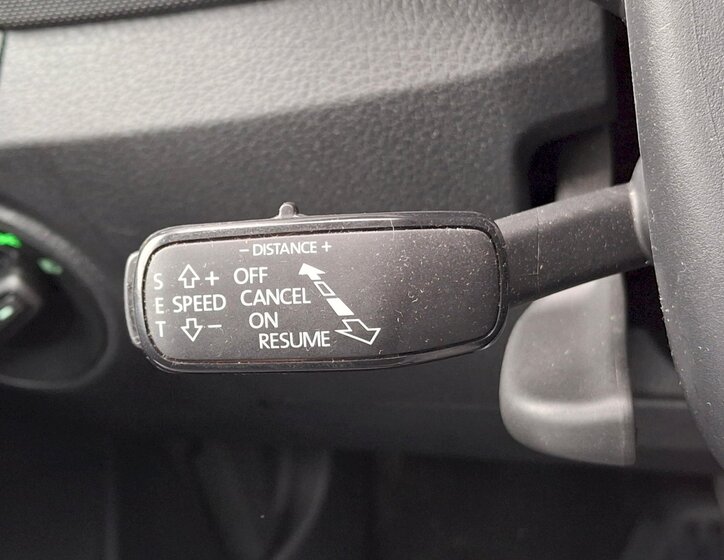 − DISTANCE +
S ⇧ + OFF
E SPEED CANCEL
T ⇩ − ON
RESUME